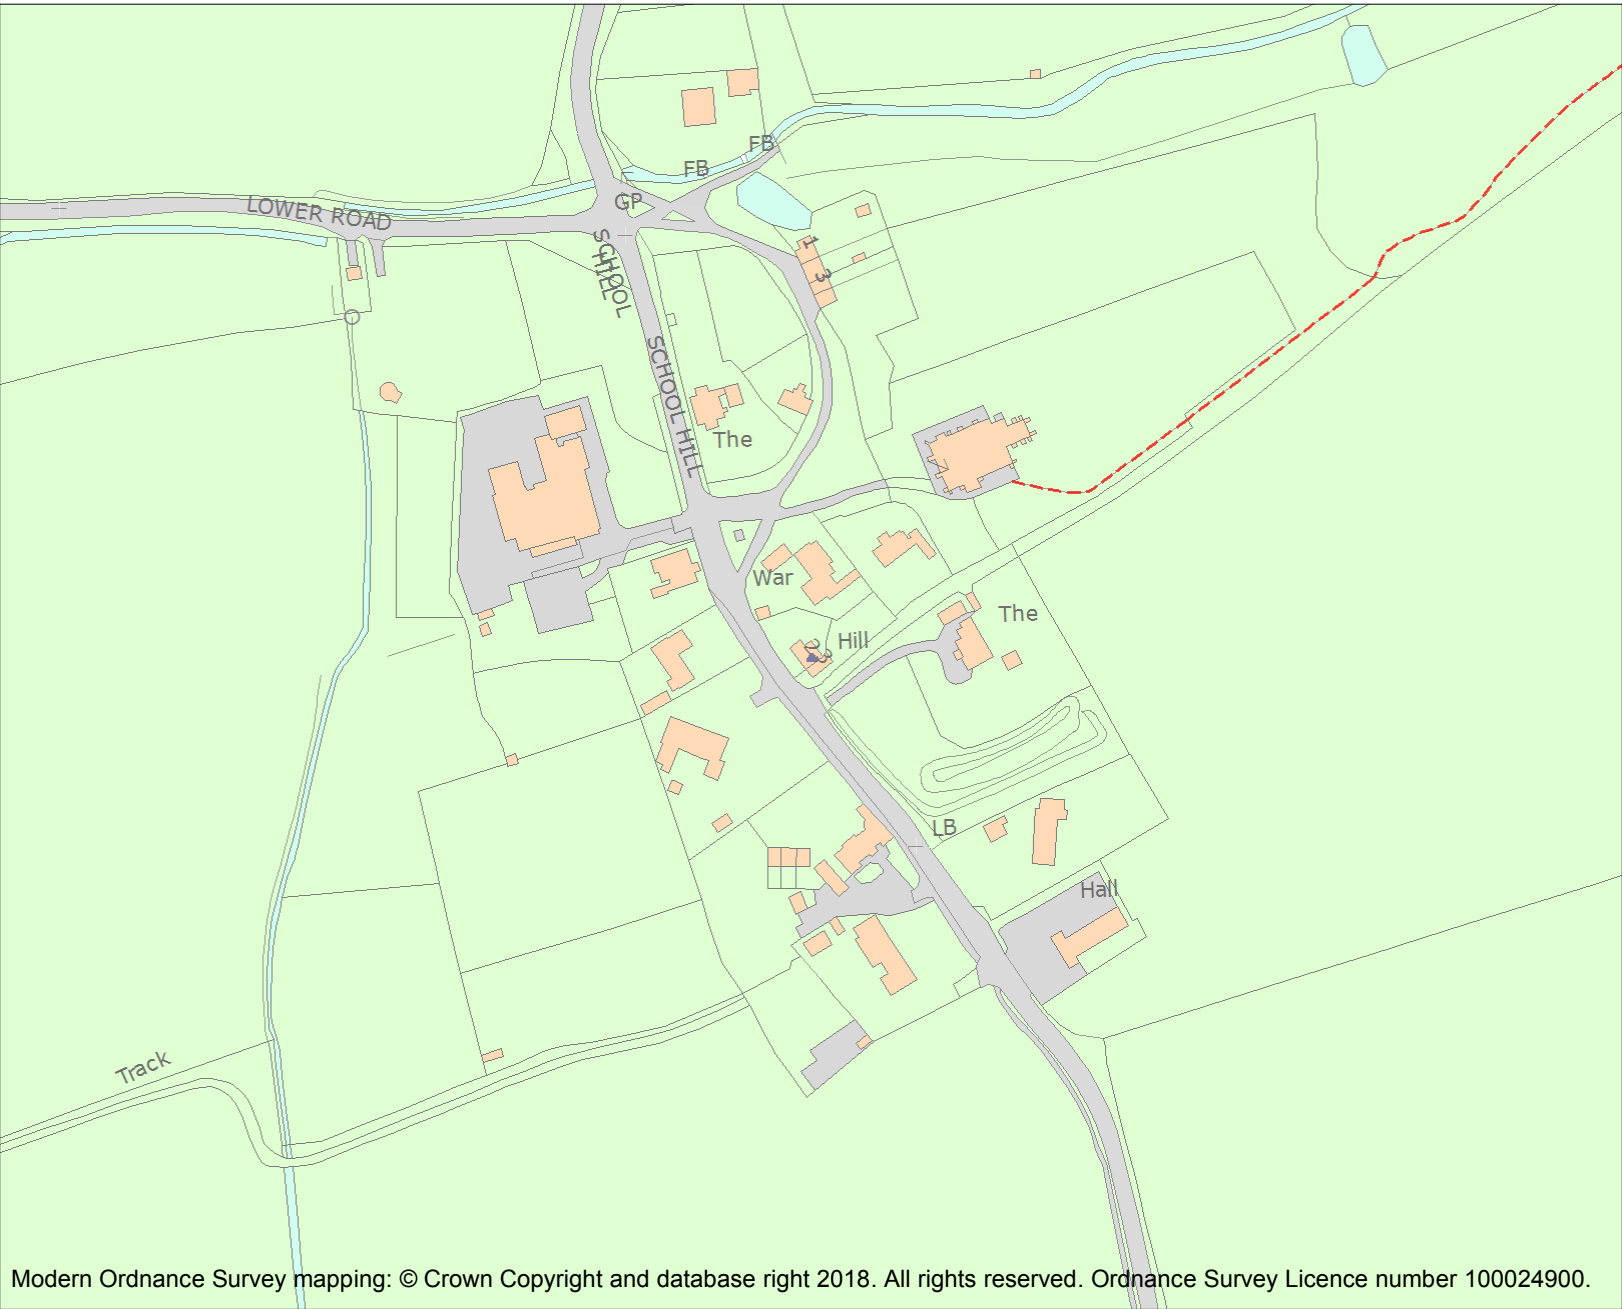 FB
FB
GP
LOWER ROAD
SCHOOL
HILL
1
3
SCHOOL HILL
The
War
The
Hill
23
LB
Hall
Track
Modern Ordnance Survey mapping: © Crown Copyright and database right 2018. All rights reserved. Ordnance Survey Licence number 100024900.